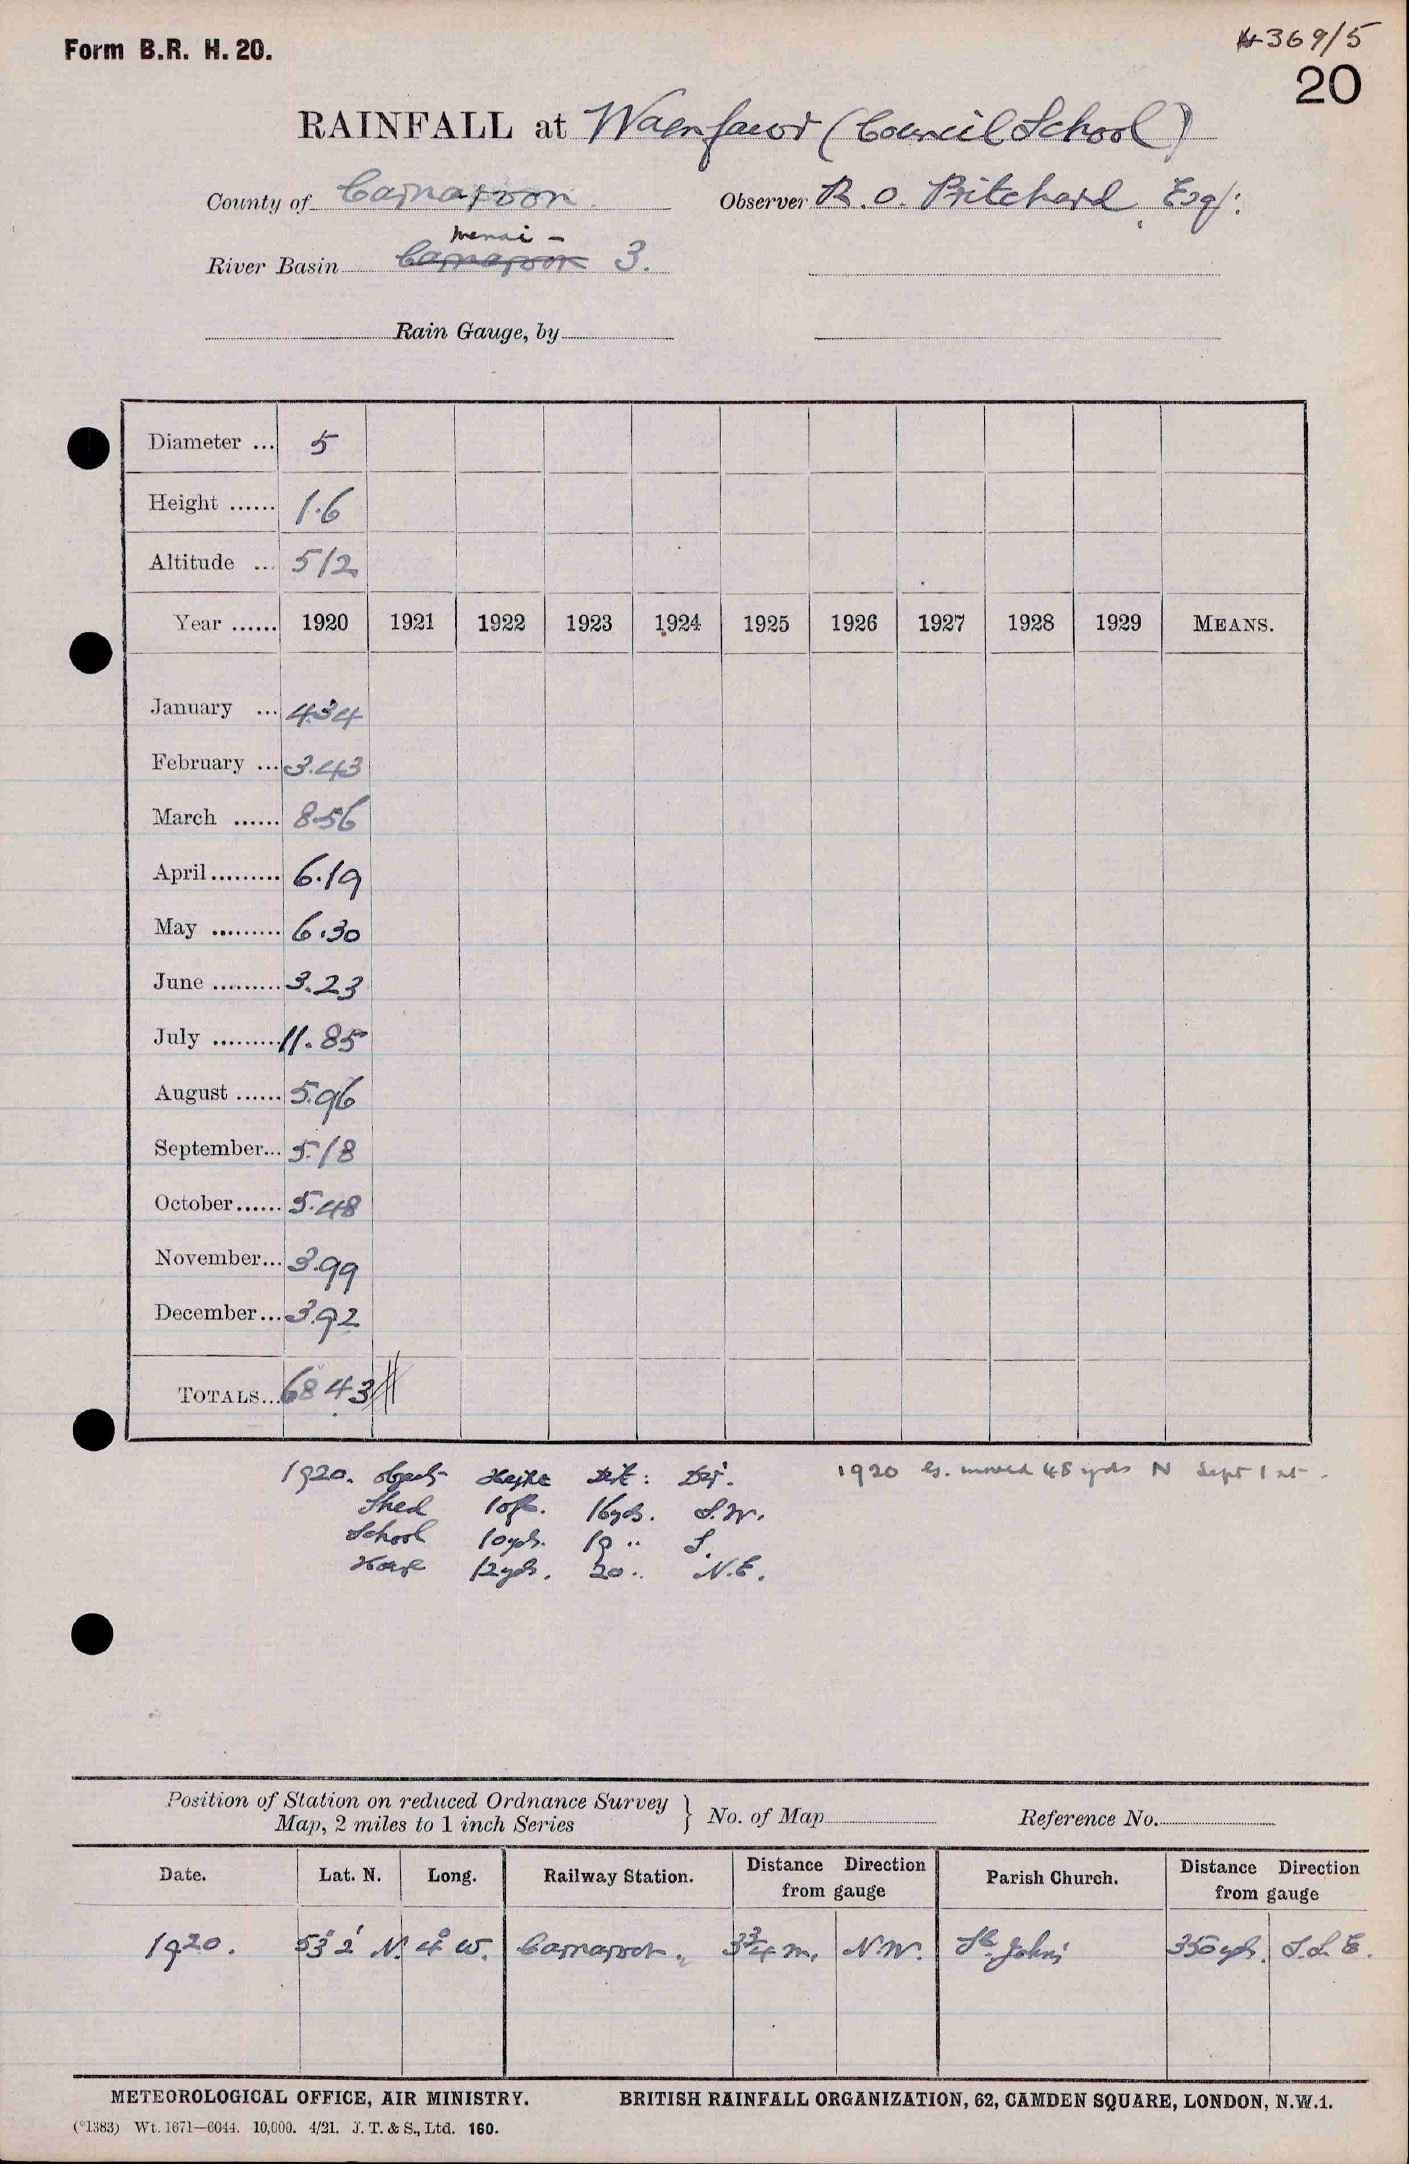 Form B.R. H. 20.
4369/5
20
RAINFALL at Waenfawr (Council School)
County of Carnarvon.
Observer R. O. Pritchard, Esq:
Menai -
River Basin Carnarvon 3.
Rain Gauge, by
Diameter ... 5
Height ...... 1.6
Altitude ... 512
Year ...... 1920 1921 1922 1923 1924 1925 1926 1927 1928 1929 MEANS.
January ... 4.34
February ... 3.43
March ...... 8.56
April ......... 6.19
May ......... 6.30
June ......... 3.23
July ......... 11.85
August ...... 5.96
September... 5.18
October ...... 5.48
November... 3.99
December... 3.92
TOTALS... 68 43
1920. Objects Height Dist: Dir. 1920 G. moved 48 yds N Sept 1st.
Shed 10ft. 16yds. S.W.
School 10yds. 19 .. S.
House 12yds. 20 .. N.E.
Position of Station on reduced Ordnance Survey
Map, 2 miles to 1 inch Series } No. of Map Reference No.
Date. Lat. N. Long. Railway Station. Distance Direction from gauge Parish Church. Distance Direction from gauge
1920. 53° 2' N. 4° W. Carnarvon. 3 3/4 m. N.W. St. Johns 350 yds. S.S.E.
METEOROLOGICAL OFFICE, AIR MINISTRY. BRITISH RAINFALL ORGANIZATION, 62, CAMDEN SQUARE, LONDON, N.W.1.
(*1383) Wt. 1671—6044. 10,000. 4/21. J. T. & S., Ltd. 160.